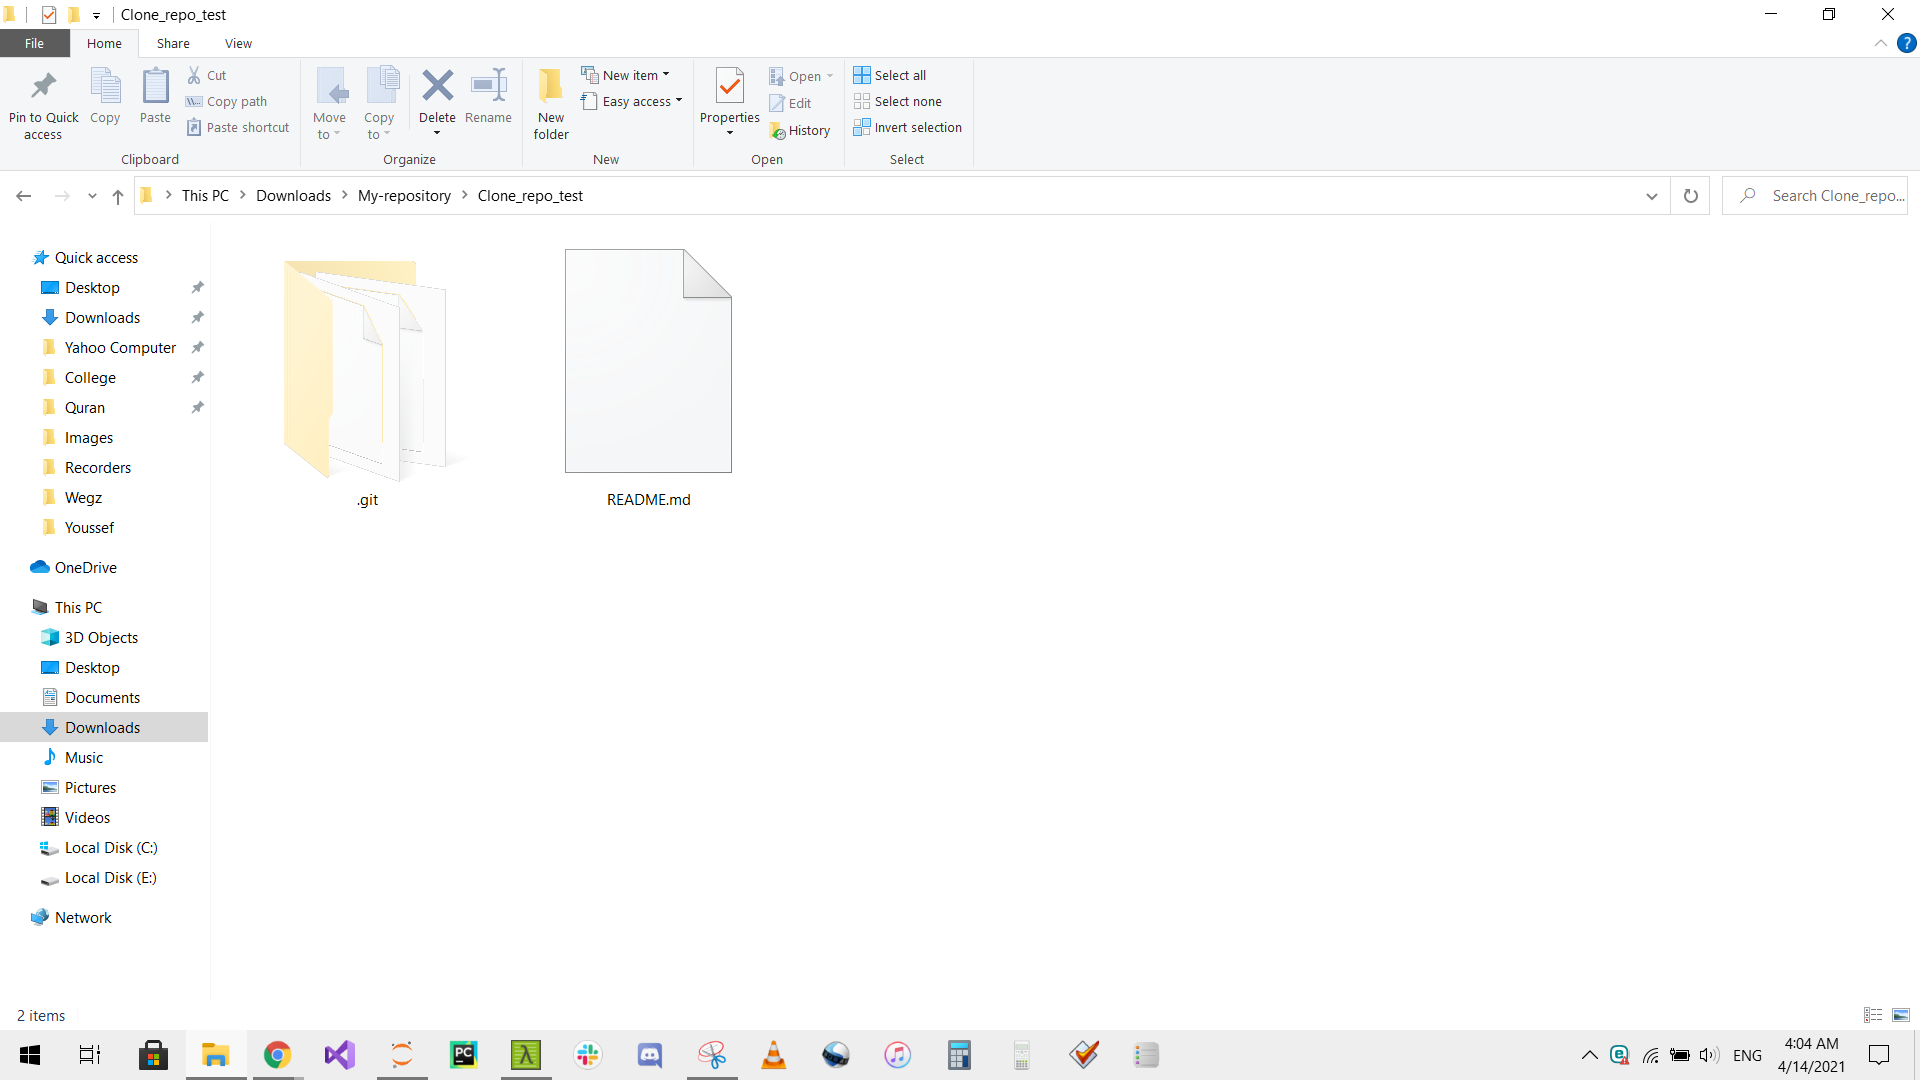 Clone_repo_test
File Home Share View
Pin to Quick access
Copy
Paste
Cut
Copy path
Paste shortcut
Clipboard
Move to
Copy to
Delete
Rename
Organize
New folder
New item
Easy access
New
Properties
Open
Edit
History
Open
Select all
Select none
Invert selection
Select
This PC > Downloads > My-repository > Clone_repo_test
Search Clone_repo...
Quick access
Desktop
Downloads
Yahoo Computer
College
Quran
Images
Recorders
Wegz
Youssef
OneDrive
This PC
3D Objects
Desktop
Documents
Downloads
Music
Pictures
Videos
Local Disk (C:)
Local Disk (E:)
Network
.git
README.md
2 items
PC
ENG
4:04 AM
4/14/2021